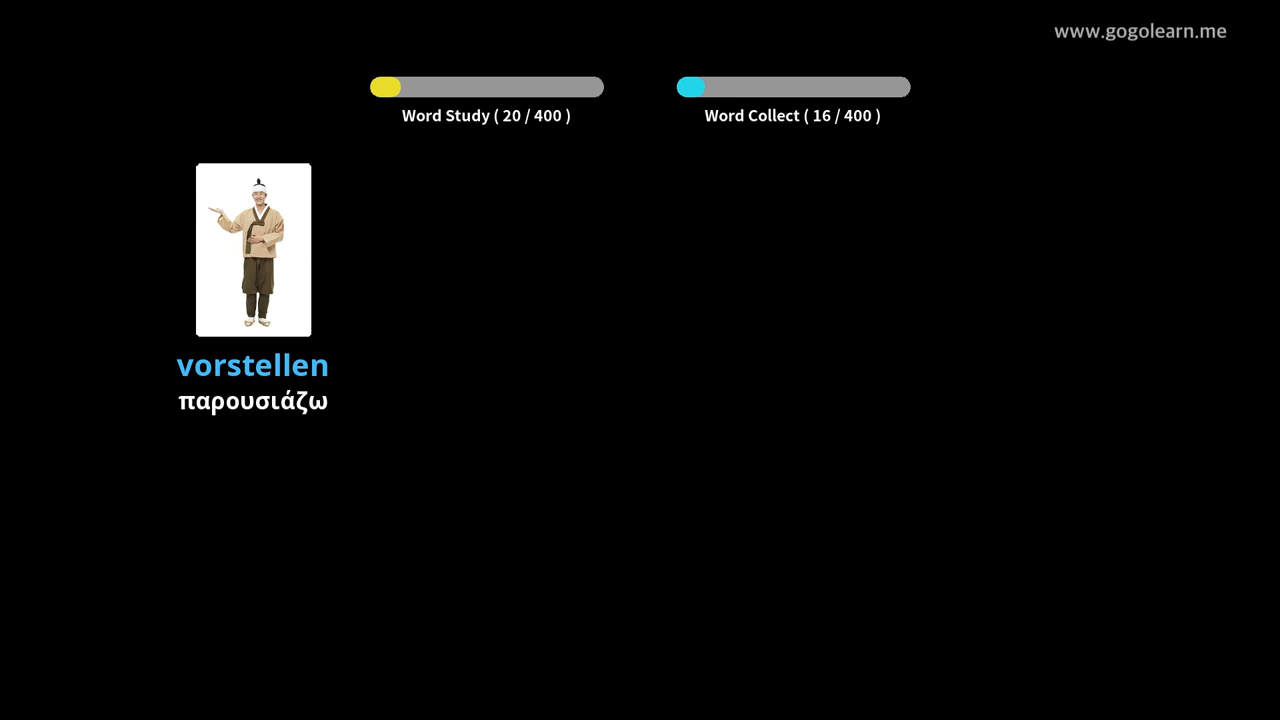 www.gogolearn.me
Word Study ( 20 / 400 )
Word Collect ( 16 / 400 )
vorstellen
παρουσιάζω